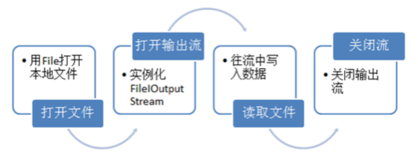 • 用File打开
本地文件
打开文件
打开输出流
• 实例化
FileIOutput
Stream
• 往流中写
入数据
读取文件
关闭流
• 关闭输出
流